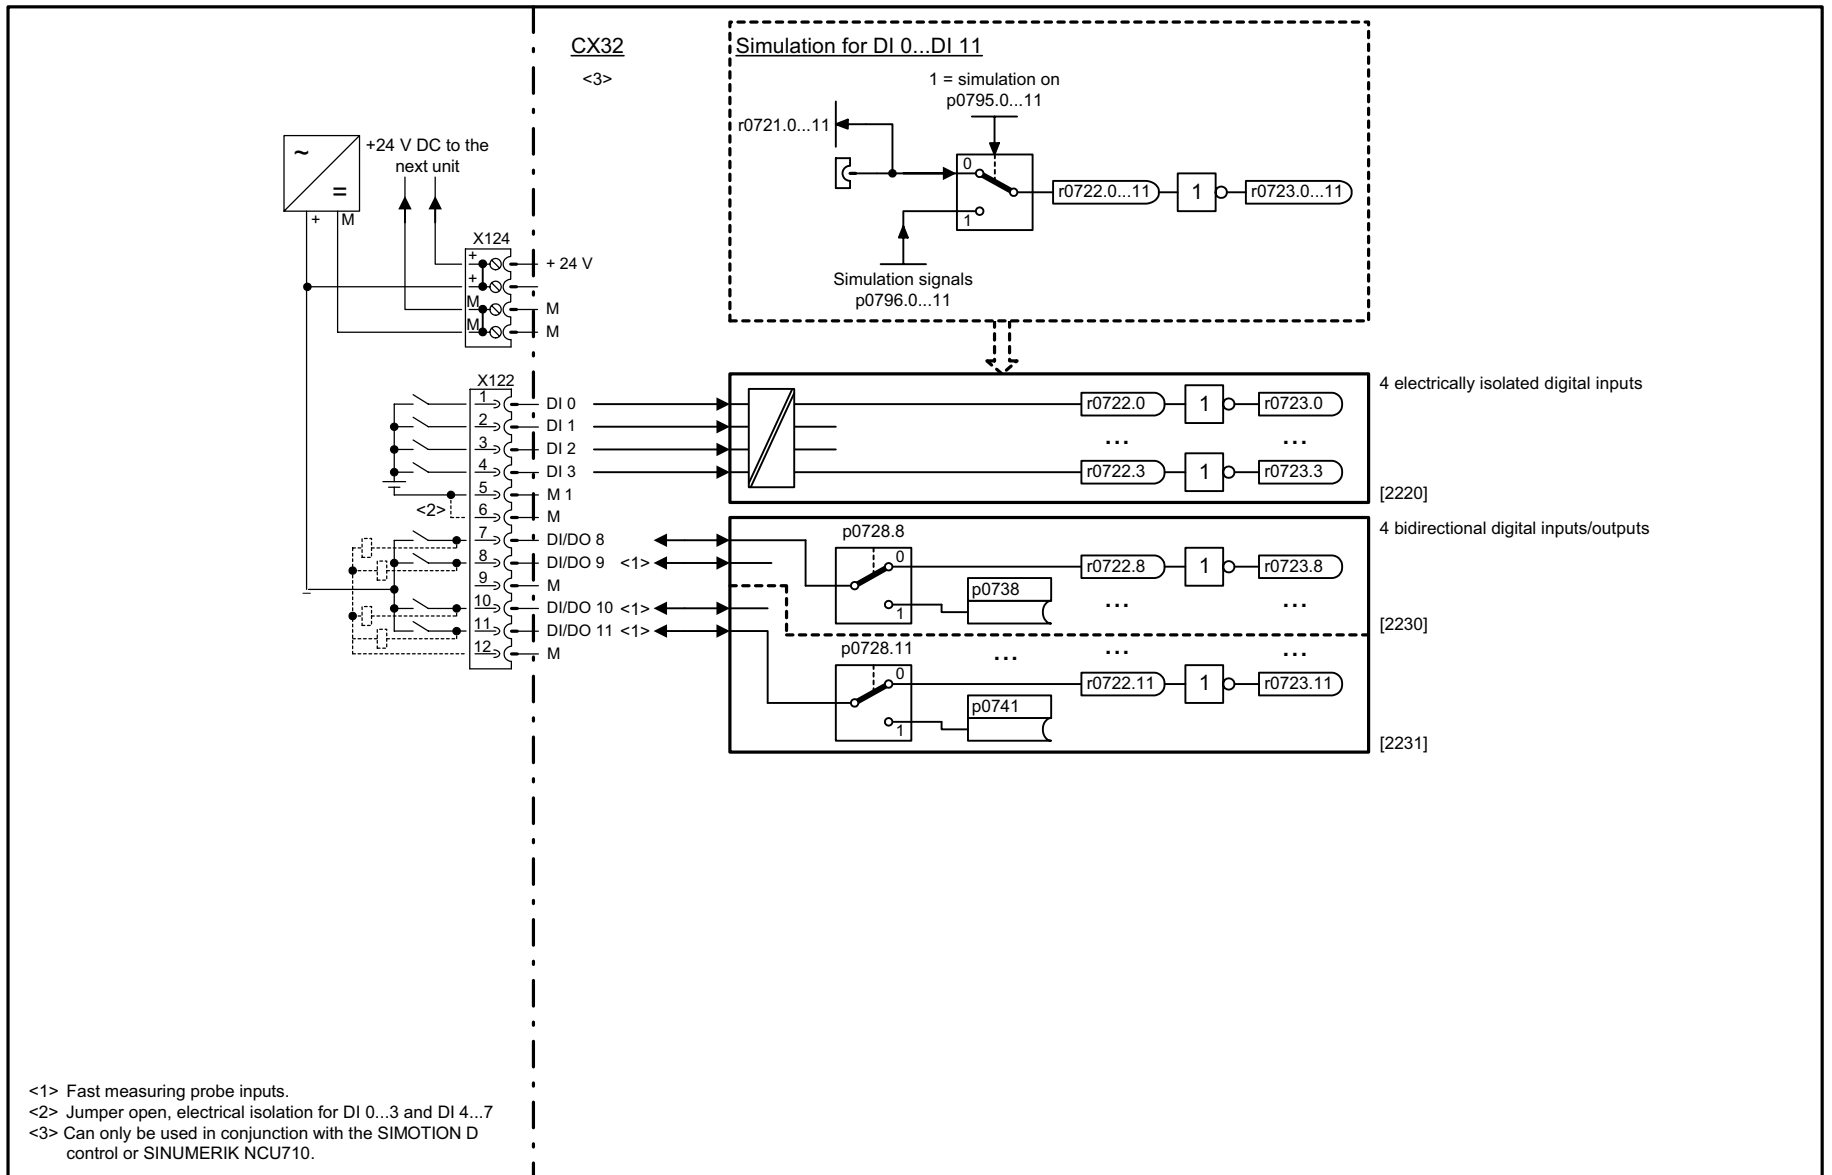 CX32
<3>
Simulation for DI 0...DI 11
1 = simulation on
p0795.0...11
r0721.0...11
0
1
r0722.0...11
1
r0723.0...11
Simulation signals
p0796.0...11
~
=
+
M
+24 V DC to the
next unit
X124
+
+ 24 V
+
M
M
M
M
X122
1
DI 0
2
DI 1
3
DI 2
4
DI 3
5
M 1
<2>
6
M
7
DI/DO 8
8
DI/DO 9 <1>
9
M
10
DI/DO 10 <1>
11
DI/DO 11 <1>
12
M
r0722.0
1
r0723.0
...
...
r0722.3
1
r0723.3
4 electrically isolated digital inputs
[2220]
p0728.8
0
1
r0722.8
1
r0723.8
p0738
...
...
4 bidirectional digital inputs/outputs
[2230]
p0728.11
...
...
...
0
1
r0722.11
1
r0723.11
p0741
[2231]
<1> Fast measuring probe inputs.
<2> Jumper open, electrical isolation for DI 0...3 and DI 4...7
<3> Can only be used in conjunction with the SIMOTION D
control or SINUMERIK NCU710.